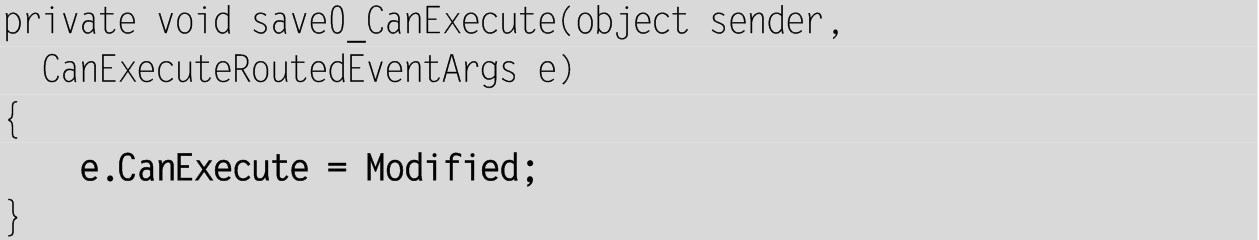 private void save0_CanExecute(object sender,
  CanExecuteRoutedEventArgs e)
{
    e.CanExecute = Modified;
}